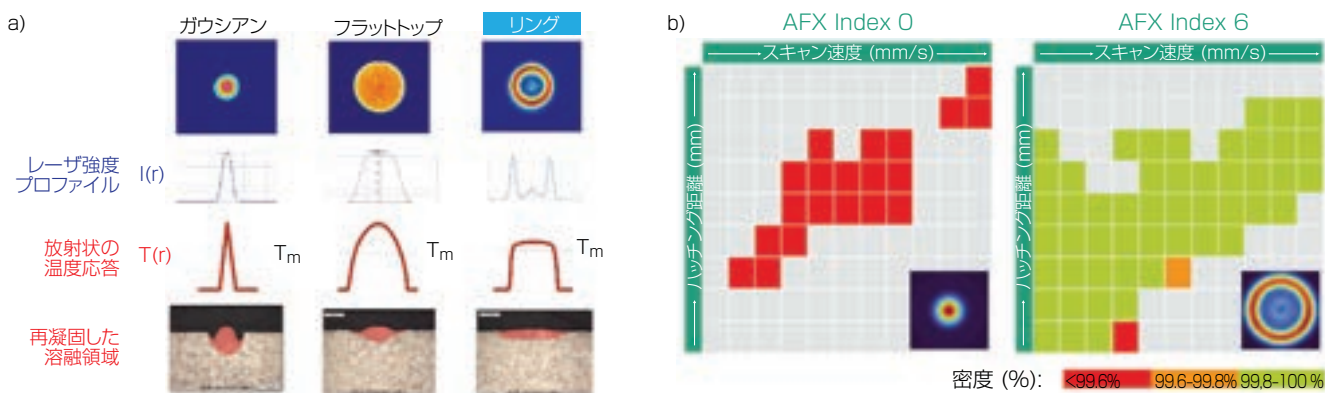 a)
ガウシアン
フラットトップ
リング
レーザ強度
プロファイル
I(r)
放射状の
温度応答
T(r)
Tm
Tm
Tm
再凝固した
溶融領域
b)
AFX Index 0
スキャン速度 (mm/s)
ハッチング距離 (mm)
AFX Index 6
スキャン速度 (mm/s)
ハッチング距離 (mm)
密度 (%):
<99.6%
99.6-99.8%
99,8-100 %